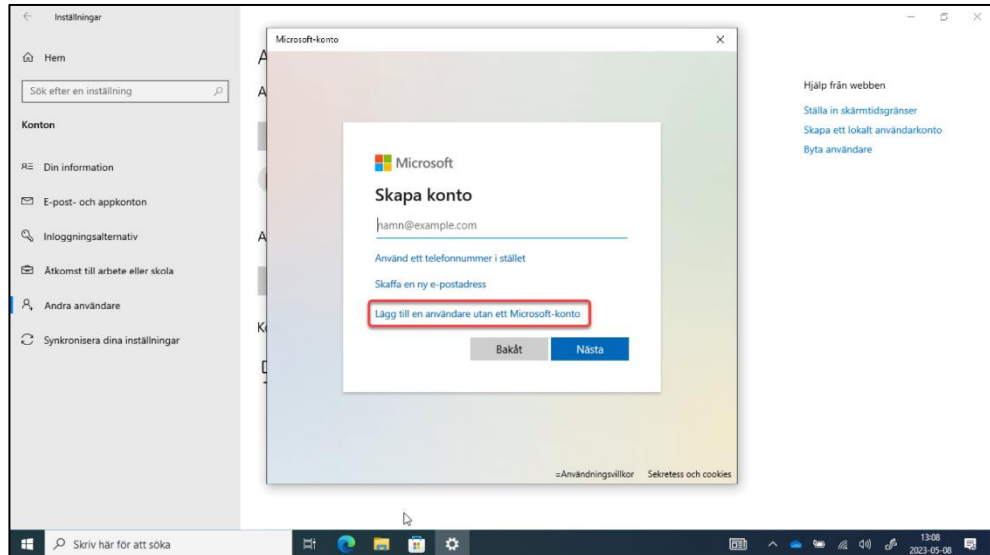 Inställningar
Hem
Sök efter en inställning
Konton
Din information
E-post- och appkonton
Inloggningsalternativ
Åtkomst till arbete eller skola
Andra användare
Synkronisera dina inställningar
A
A
A
K
Microsoft-konto
Microsoft
Skapa konto
namn@example.com
Använd ett telefonnummer i stället
Skaffa en ny e-postadress
Lägg till en användare utan ett Microsoft-konto
Bakåt Nästa
=Användningsvillkor Sekretess och cookies
Hjälp från webben
Ställa in skärmtidsgränser
Skapa ett lokalt användarkonto
Byta användare
Skriv här för att söka
13:08
2023-05-08